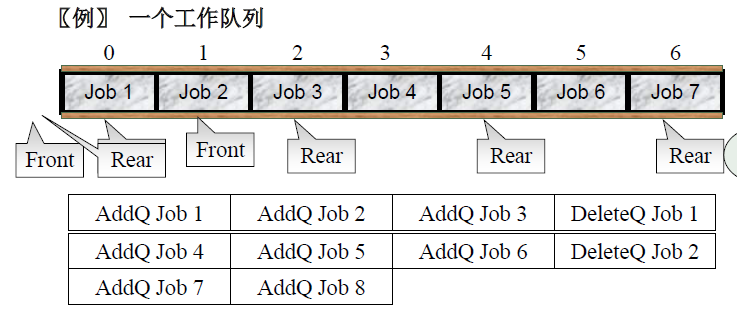 〖例〗 一个工作队列
0 1 2 3 4 5 6
Job 1 Job 2 Job 3 Job 4 Job 5 Job 6 Job 7
Front Rear Front Rear Rear Rear
AddQ Job 1 AddQ Job 2 AddQ Job 3 DeleteQ Job 1
AddQ Job 4 AddQ Job 5 AddQ Job 6 DeleteQ Job 2
AddQ Job 7 AddQ Job 8